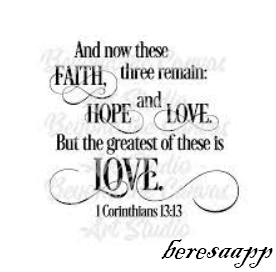 And now these
FAITH, three remain:
HOPE and LOVE.
But the greatest of these is
LOVE.
1 Corinthians 13:13
beresaapp